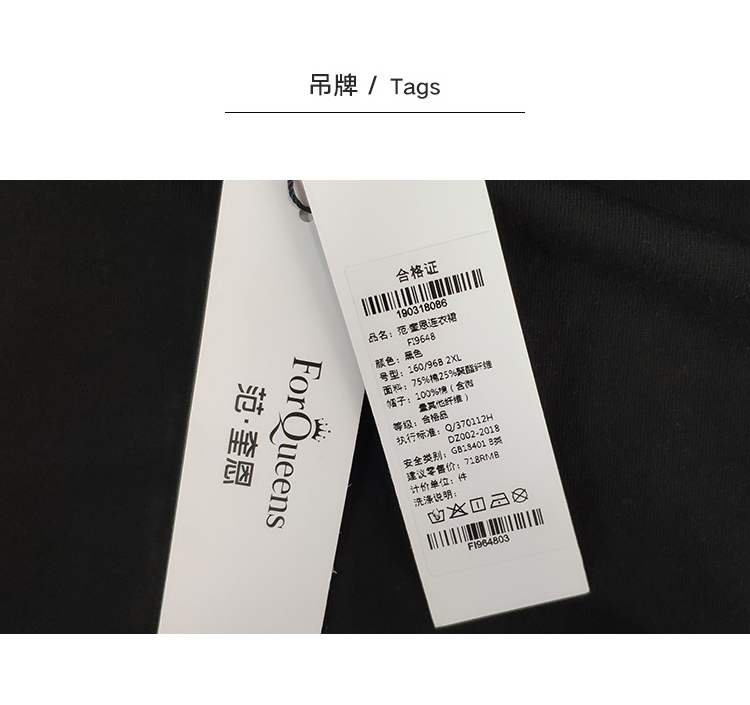 吊牌 / Tags
ForQueens
范·奎恩
合格证
190318086
品名：范·奎恩连衣裙
FI9648
颜色：黑色
号型：160/96B 2XL
面料：75%棉25%聚酯纤维
帽子：100%棉（含微
量其他纤维）
等级：合格品
执行标准：Q/370112H
DZ002-2018
安全类别：GB18401 B类
建议零售价：718RMB
计价单位：件
洗涤说明：
FI964803